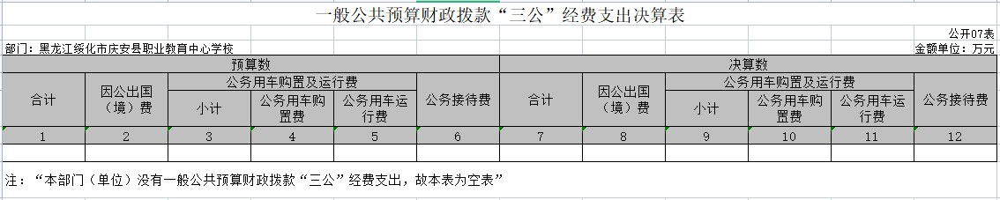 一般公共预算财政拨款“三公”经费支出决算表
公开07表
部门：黑龙江绥化市庆安县职业教育中心学校 金额单位：万元
预算数 决算数
合计 因公出国（境）费 公务用车购置及运行费 公务接待费 合计 因公出国（境）费 公务用车购置及运行费 公务接待费
小计 公务用车购置费 公务用车运行费 小计 公务用车购置费 公务用车运行费
1 2 3 4 5 6 7 8 9 10 11 12
注：“本部门（单位）没有一般公共预算财政拨款“三公”经费支出，故本表为空表”